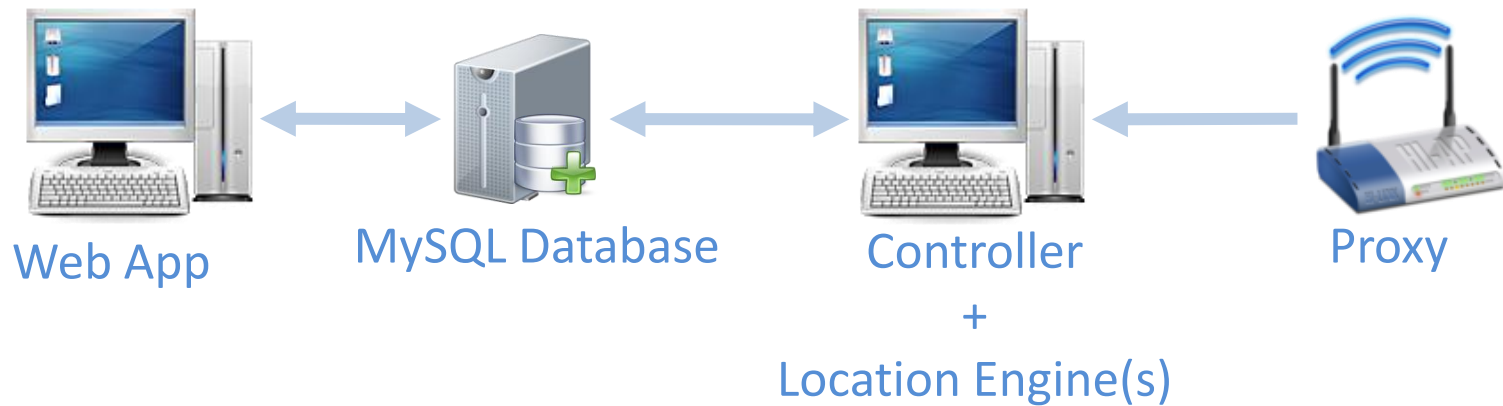 Web App
MySQL Database
Controller
+
Location Engine(s)
Proxy